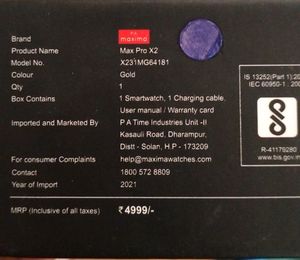 Brand maxima
Product Name Max Pro X2
Model No. X231MG64181
Colour Gold
Qty 1
Box Contains 1 Smartwatch, 1 Charging cable,
User manual / Warranty card
Imported and Marketed By P A Time Industries Unit -II
Kasauli Road, Dharampur,
Distt - Solan, H.P - 173209
For consumer Complaints help@maximawatches.com
Contact 1800 572 8809
Year of Import 2021
MRP (Inclusive of all taxes) ₹ 4999/-
IS 13252(Part 1):20
IEC 60950-1 : 200
R-41179280
www.bis.gov.in